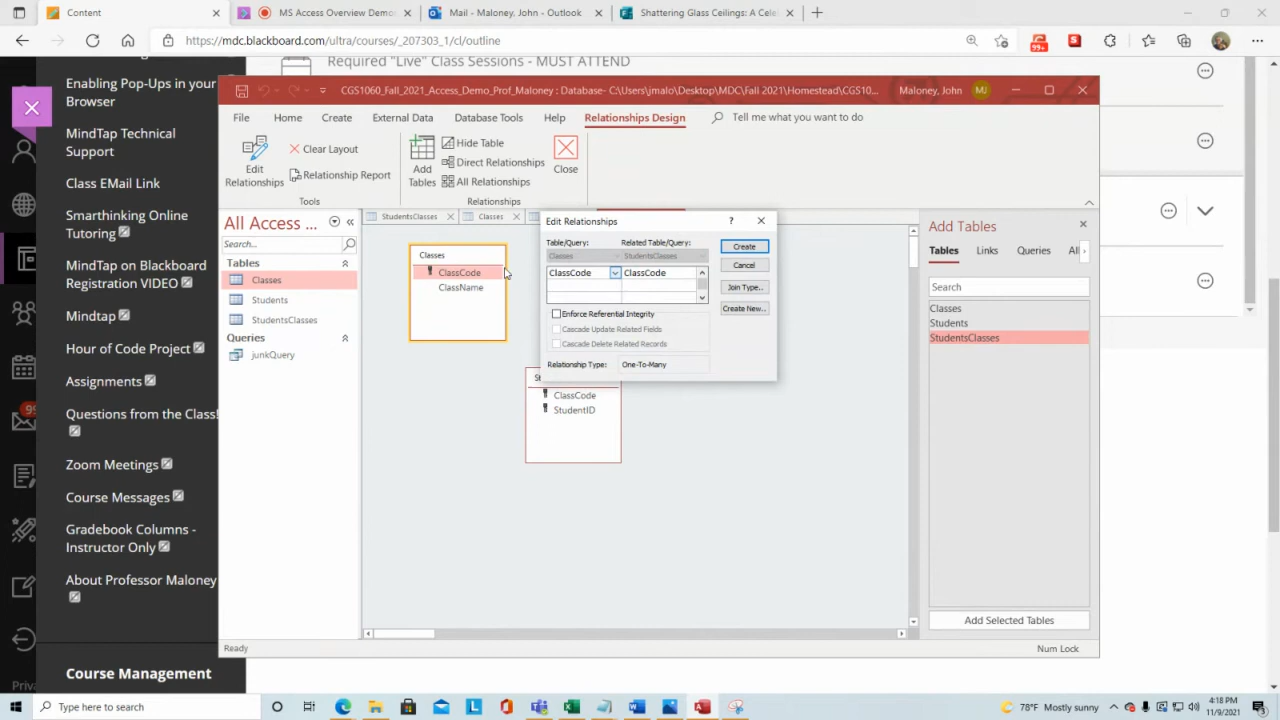 Content
MS Access Overview Demo
Mail - Maloney, John - Outlook
Shattering Glass Ceilings: A Cele
https://mdc.blackboard.com/ultra/courses/_207303_1/cl/outline
99+
Required "Live" Class Sessions - MUST ATTEND
Enabling Pop-Ups in your
Browser
MindTap Technical
Support
Class EMail Link
Smarthinking Online
Tutoring
MindTap on Blackboard
Registration VIDEO
Mindtap
Hour of Code Project
Assignments
Questions from the Class!
Zoom Meetings
Course Messages
Gradebook Columns -
Instructor Only
About Professor Maloney
Course Management
Priva
CGS1060_Fall_2021_Access_Demo_Prof_Maloney : Database- C:\Users\jmalo\Desktop\MDC\Fall 2021\Homestead\CGS10...
Maloney, John
MJ
File
Home
Create
External Data
Database Tools
Help
Relationships Design
Tell me what you want to do
Edit
Relationships
Clear Layout
Relationship Report
Tools
Add
Tables
Hide Table
Direct Relationships
All Relationships
Close
Relationships
All Access ...
Search...
Tables
Classes
Students
StudentsClasses
Queries
junkQuery
StudentsClasses
Classes
Classes
ClassCode
ClassName
St
ClassCode
StudentID
Edit Relationships
?
Table/Query:
Related Table/Query:
Classes
StudentsClasses
ClassCode
ClassCode
Enforce Referential Integrity
Cascade Update Related Fields
Cascade Delete Related Records
Relationship Type:
One-To-Many
Create
Cancel
Join Type..
Create New..
Add Tables
Tables
Links
Queries
All
Search
Classes
Students
StudentsClasses
Add Selected Tables
Ready
Num Lock
Type here to search
78°F Mostly sunny
4:18 PM
11/9/2021